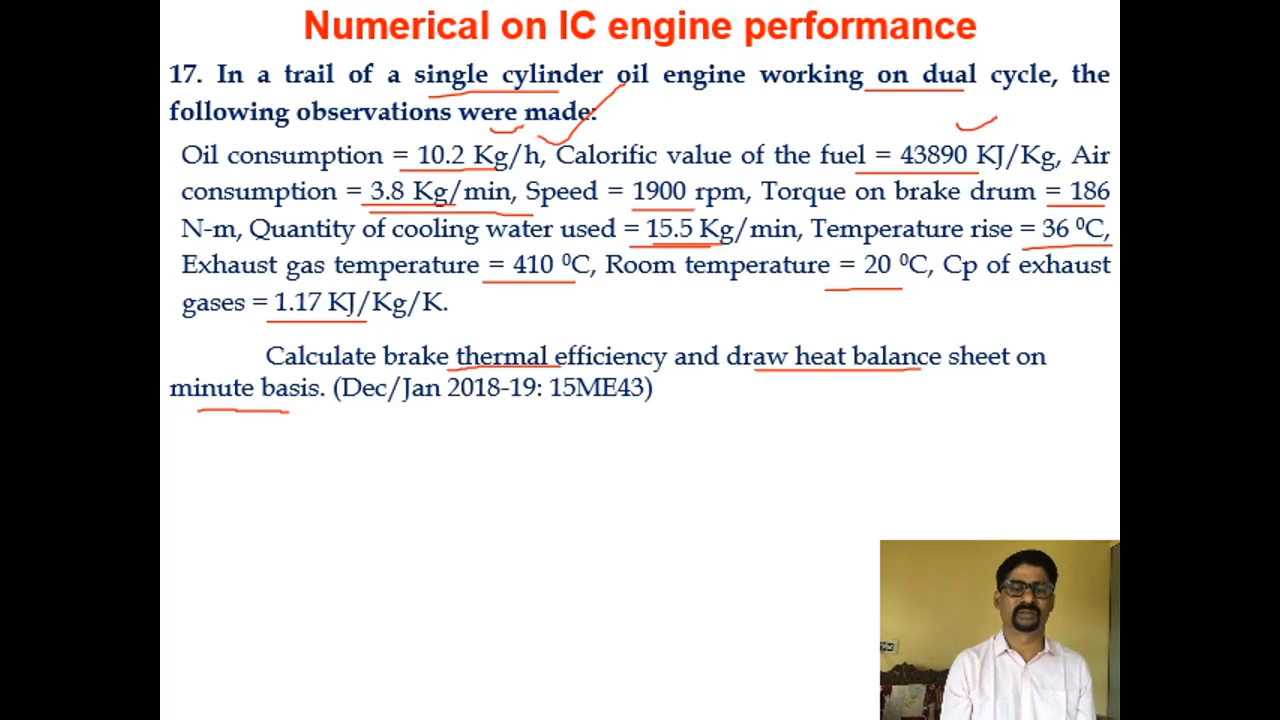 Numerical on IC engine performance
17. In a trail of a single cylinder oil engine working on dual cycle, the
following observations were made:
Oil consumption = 10.2 Kg/h, Calorific value of the fuel = 43890 KJ/Kg, Air
consumption = 3.8 Kg/min, Speed = 1900 rpm, Torque on brake drum = 186
N-m, Quantity of cooling water used = 15.5 Kg/min, Temperature rise = 36 ⁰C,
Exhaust gas temperature = 410 ⁰C, Room temperature = 20 ⁰C, Cp of exhaust
gases = 1.17 KJ/Kg/K.
Calculate brake thermal efficiency and draw heat balance sheet on
minute basis. (Dec/Jan 2018-19: 15ME43)